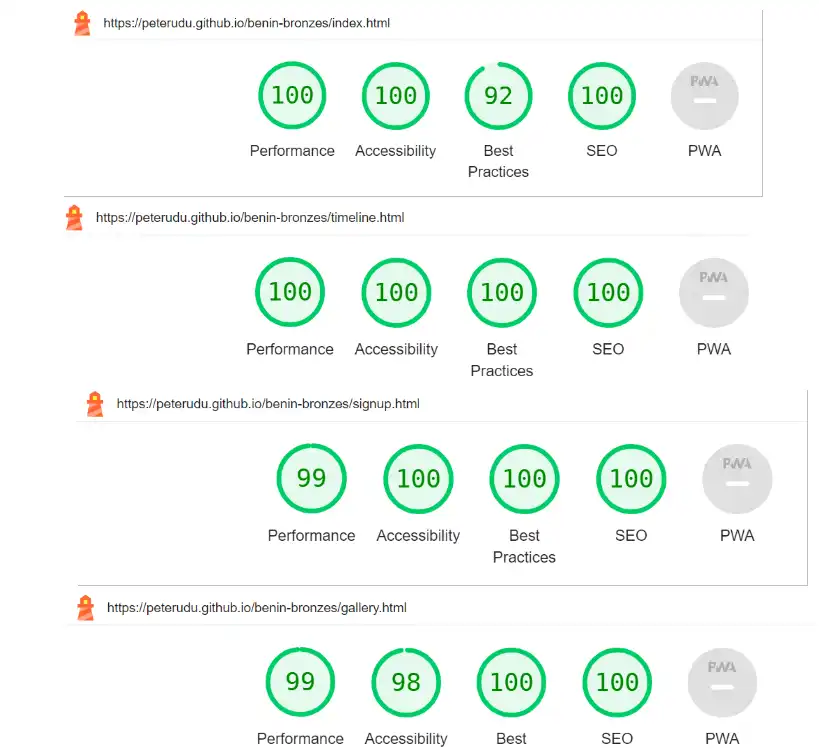 https://peterudu.github.io/benin-bronzes/index.html
100 100 92 100 PWA
Performance Accessibility Best Practices SEO PWA
https://peterudu.github.io/benin-bronzes/timeline.html
100 100 100 100 PWA
Performance Accessibility Best Practices SEO PWA
https://peterudu.github.io/benin-bronzes/signup.html
99 100 100 100 PWA
Performance Accessibility Best Practices SEO PWA
https://peterudu.github.io/benin-bronzes/gallery.html
99 98 100 100 PWA
Performance Accessibility Best SEO PWA